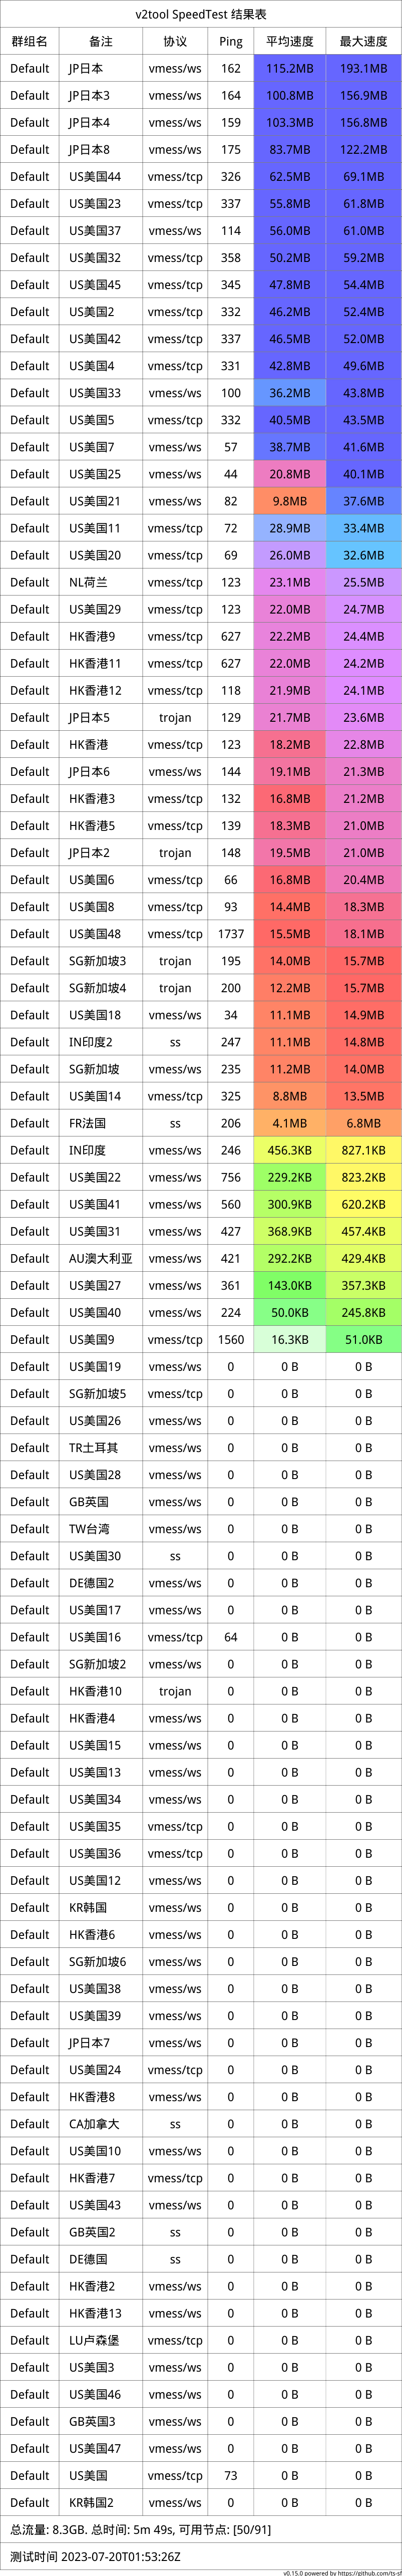 v2tool SpeedTest 结果表
群组名 备注 协议 Ping 平均速度 最大速度
Default JP日本 vmess/ws 162 115.2MB 193.1MB
Default JP日本3 vmess/ws 164 100.8MB 156.9MB
Default JP日本4 vmess/ws 159 103.3MB 156.8MB
Default JP日本8 vmess/ws 175 83.7MB 122.2MB
Default US美国44 vmess/tcp 326 62.5MB 69.1MB
Default US美国23 vmess/tcp 337 55.8MB 61.8MB
Default US美国37 vmess/ws 114 56.0MB 61.0MB
Default US美国32 vmess/tcp 358 50.2MB 59.2MB
Default US美国45 vmess/tcp 345 47.8MB 54.4MB
Default US美国2 vmess/tcp 332 46.2MB 52.4MB
Default US美国42 vmess/tcp 337 46.5MB 52.0MB
Default US美国4 vmess/tcp 331 42.8MB 49.6MB
Default US美国33 vmess/ws 100 36.2MB 43.8MB
Default US美国5 vmess/tcp 332 40.5MB 43.5MB
Default US美国7 vmess/ws 57 38.7MB 41.6MB
Default US美国25 vmess/ws 44 20.8MB 40.1MB
Default US美国21 vmess/ws 82 9.8MB 37.6MB
Default US美国11 vmess/tcp 72 28.9MB 33.4MB
Default US美国20 vmess/tcp 69 26.0MB 32.6MB
Default NL荷兰 vmess/tcp 123 23.1MB 25.5MB
Default US美国29 vmess/tcp 123 22.0MB 24.7MB
Default HK香港9 vmess/tcp 627 22.2MB 24.4MB
Default HK香港11 vmess/tcp 627 22.0MB 24.2MB
Default HK香港12 vmess/tcp 118 21.9MB 24.1MB
Default JP日本5 trojan 129 21.7MB 23.6MB
Default HK香港 vmess/tcp 123 18.2MB 22.8MB
Default JP日本6 vmess/ws 144 19.1MB 21.3MB
Default HK香港3 vmess/tcp 132 16.8MB 21.2MB
Default HK香港5 vmess/tcp 139 18.3MB 21.0MB
Default JP日本2 trojan 148 19.5MB 21.0MB
Default US美国6 vmess/tcp 66 16.8MB 20.4MB
Default US美国8 vmess/tcp 93 14.4MB 18.3MB
Default US美国48 vmess/tcp 1737 15.5MB 18.1MB
Default SG新加坡3 trojan 195 14.0MB 15.7MB
Default SG新加坡4 trojan 200 12.2MB 15.7MB
Default US美国18 vmess/ws 34 11.1MB 14.9MB
Default IN印度2 ss 247 11.1MB 14.8MB
Default SG新加坡 vmess/ws 235 11.2MB 14.0MB
Default US美国14 vmess/tcp 325 8.8MB 13.5MB
Default FR法国 ss 206 4.1MB 6.8MB
Default IN印度 vmess/ws 246 456.3KB 827.1KB
Default US美国22 vmess/ws 756 229.2KB 823.2KB
Default US美国41 vmess/ws 560 300.9KB 620.2KB
Default US美国31 vmess/ws 427 368.9KB 457.4KB
Default AU澳大利亚 vmess/ws 421 292.2KB 429.4KB
Default US美国27 vmess/ws 361 143.0KB 357.3KB
Default US美国40 vmess/ws 224 50.0KB 245.8KB
Default US美国9 vmess/tcp 1560 16.3KB 51.0KB
Default US美国19 vmess/ws 0 0 B 0 B
Default SG新加坡5 vmess/tcp 0 0 B 0 B
Default US美国26 vmess/ws 0 0 B 0 B
Default TR土耳其 vmess/ws 0 0 B 0 B
Default US美国28 vmess/ws 0 0 B 0 B
Default GB英国 vmess/ws 0 0 B 0 B
Default TW台湾 vmess/ws 0 0 B 0 B
Default US美国30 ss 0 0 B 0 B
Default DE德国2 vmess/ws 0 0 B 0 B
Default US美国17 vmess/ws 0 0 B 0 B
Default US美国16 vmess/tcp 64 0 B 0 B
Default SG新加坡2 vmess/ws 0 0 B 0 B
Default HK香港10 trojan 0 0 B 0 B
Default HK香港4 vmess/ws 0 0 B 0 B
Default US美国15 vmess/ws 0 0 B 0 B
Default US美国13 vmess/ws 0 0 B 0 B
Default US美国34 vmess/ws 0 0 B 0 B
Default US美国35 vmess/tcp 0 0 B 0 B
Default US美国36 vmess/tcp 0 0 B 0 B
Default US美国12 vmess/ws 0 0 B 0 B
Default KR韩国 vmess/ws 0 0 B 0 B
Default HK香港6 vmess/ws 0 0 B 0 B
Default SG新加坡6 vmess/ws 0 0 B 0 B
Default US美国38 vmess/ws 0 0 B 0 B
Default US美国39 vmess/ws 0 0 B 0 B
Default JP日本7 vmess/ws 0 0 B 0 B
Default US美国24 vmess/tcp 0 0 B 0 B
Default HK香港8 vmess/ws 0 0 B 0 B
Default CA加拿大 ss 0 0 B 0 B
Default US美国10 vmess/ws 0 0 B 0 B
Default HK香港7 vmess/tcp 0 0 B 0 B
Default US美国43 vmess/ws 0 0 B 0 B
Default GB英国2 ss 0 0 B 0 B
Default DE德国 ss 0 0 B 0 B
Default HK香港2 vmess/ws 0 0 B 0 B
Default HK香港13 vmess/ws 0 0 B 0 B
Default LU卢森堡 vmess/tcp 0 0 B 0 B
Default US美国3 vmess/ws 0 0 B 0 B
Default US美国46 vmess/ws 0 0 B 0 B
Default GB英国3 vmess/ws 0 0 B 0 B
Default US美国47 vmess/ws 0 0 B 0 B
Default US美国 vmess/tcp 73 0 B 0 B
Default KR韩国2 vmess/ws 0 0 B 0 B
总流量: 8.3GB. 总时间: 5m 49s, 可用节点: [50/91]
测试时间 2023-07-20T01:53:26Z
v0.15.0 powered by https://github.com/ts-sf